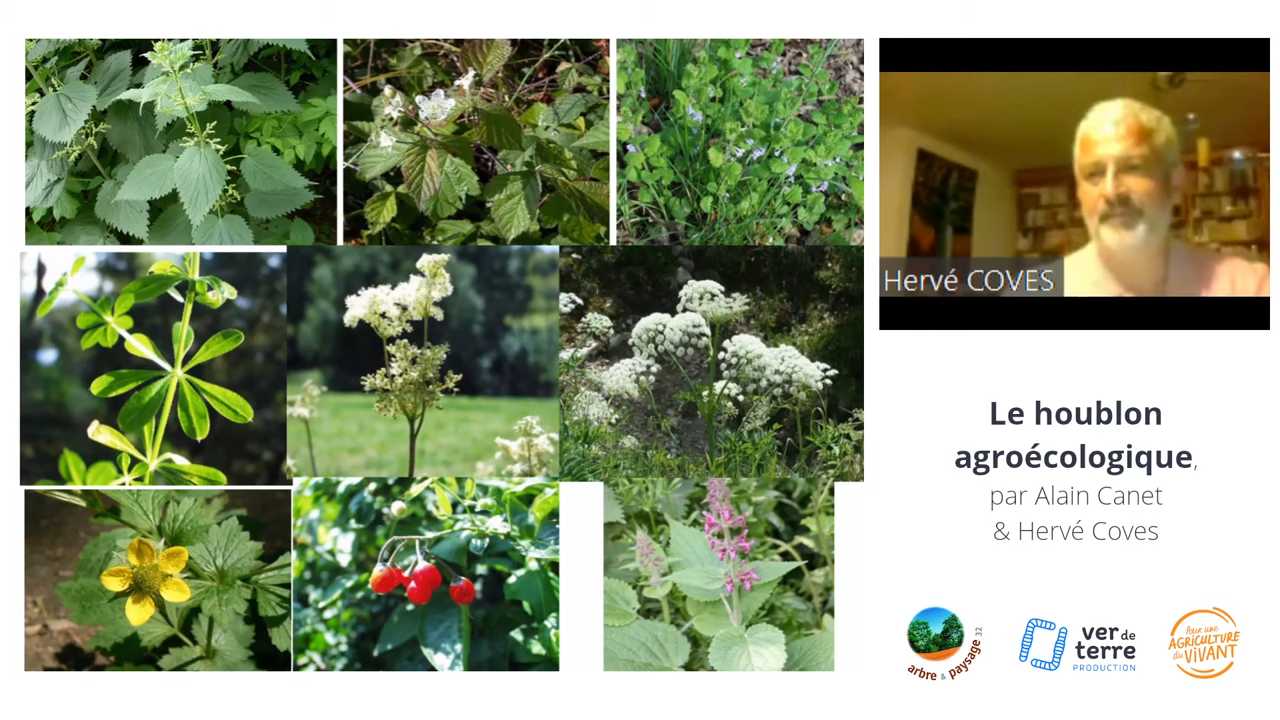 Hervé COVES
Le houblon
agroécologique,
par Alain Canet
& Hervé Coves
arbre & paysage 32
ver de
terre
PRODUCTION
Pour une
AGRICULTURE
du ViVANT